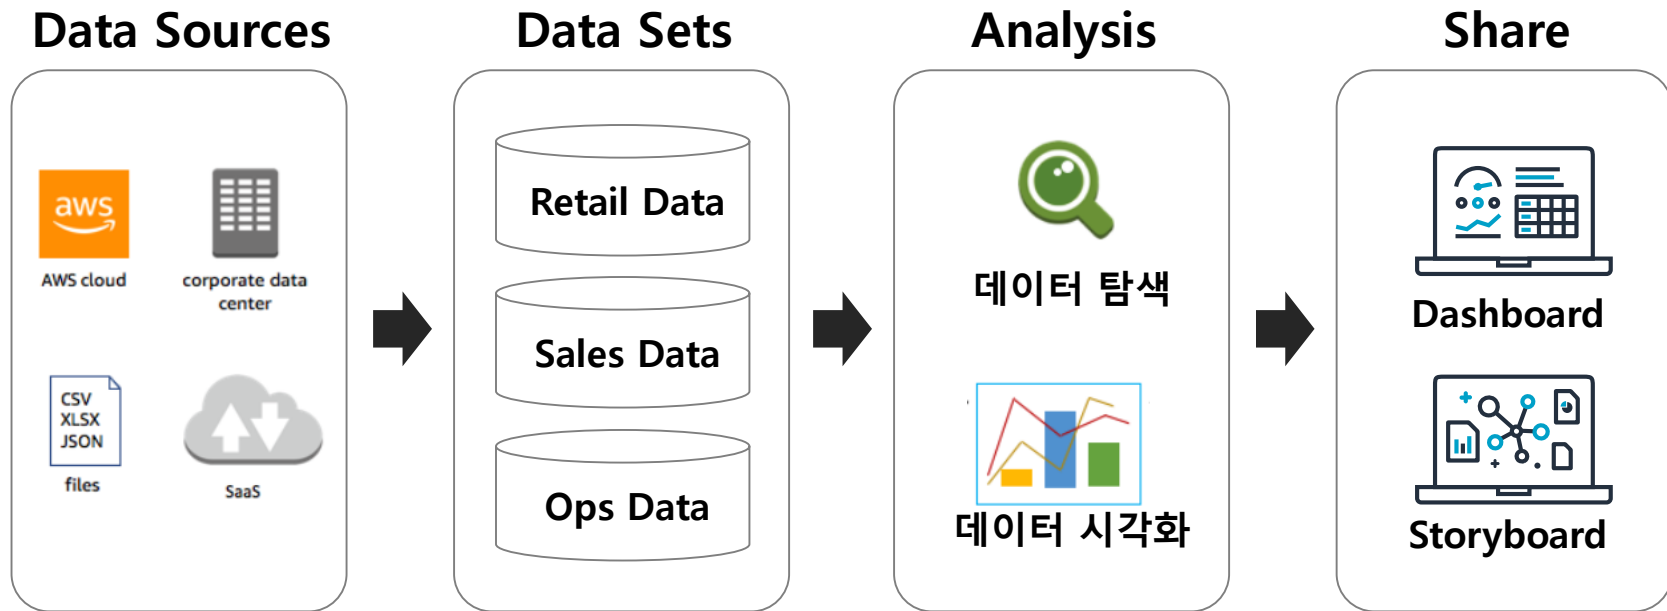 Data Sources
aws
AWS cloud
corporate data
center
CSV
XLSX
JSON
files
SaaS
Data Sets
Retail Data
Sales Data
Ops Data
Analysis
데이터 탐색
데이터 시각화
Share
Dashboard
Storyboard